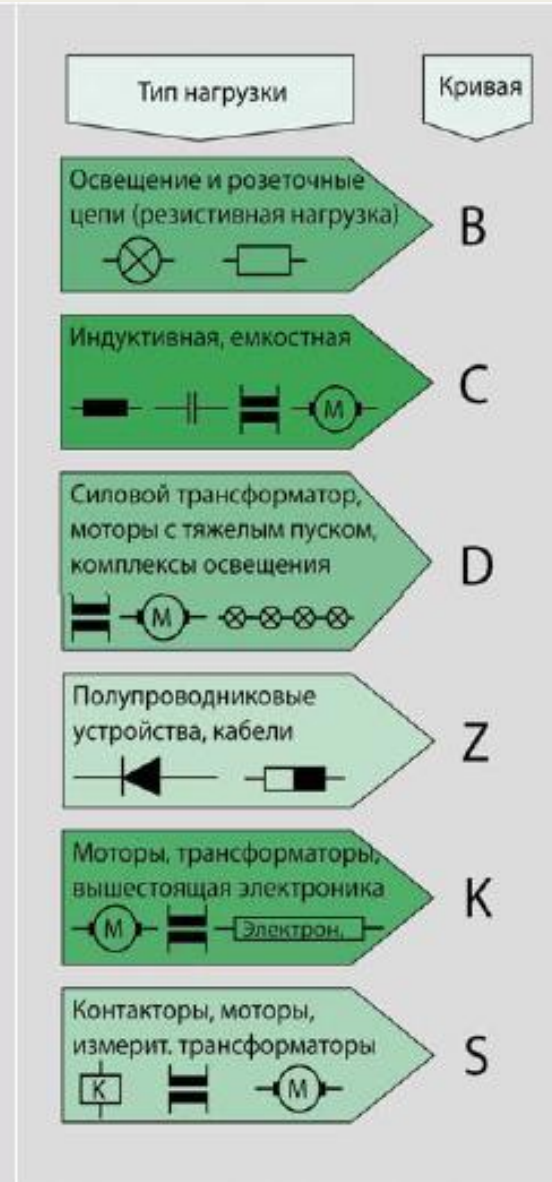 Тип нагрузки
Кривая
Освещение и розеточные
цепи (резистивная нагрузка)
B
Индуктивная, емкостная
M
C
Силовой трансформатор,
моторы с тяжелым пуском,
комплексы освещения
M
D
Полупроводниковые
устройства, кабели
Z
Моторы, трансформаторы,
вышестоящая электроника
M
Электрон.
K
Контакторы, моторы,
измерит. трансформаторы
K
M
S